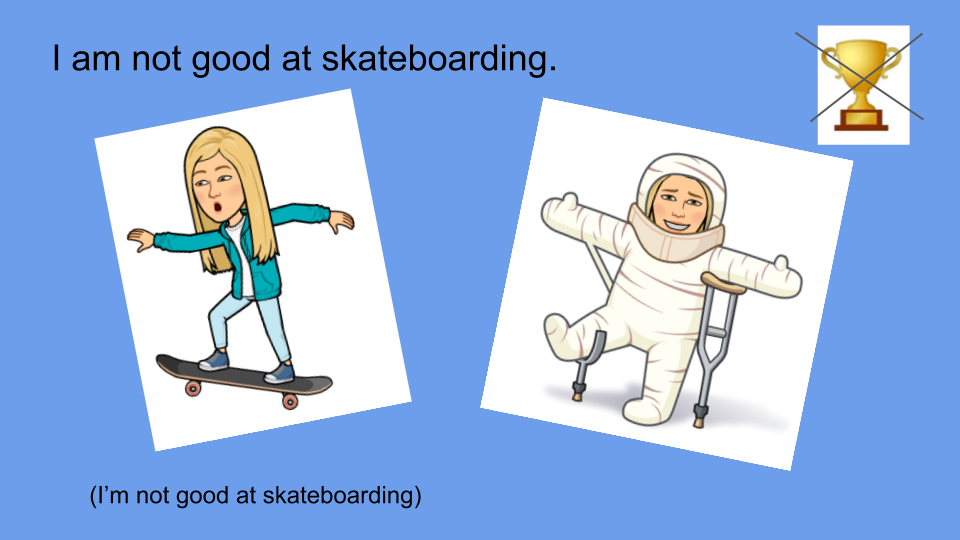 I am not good at skateboarding.
(I’m not good at skateboarding)